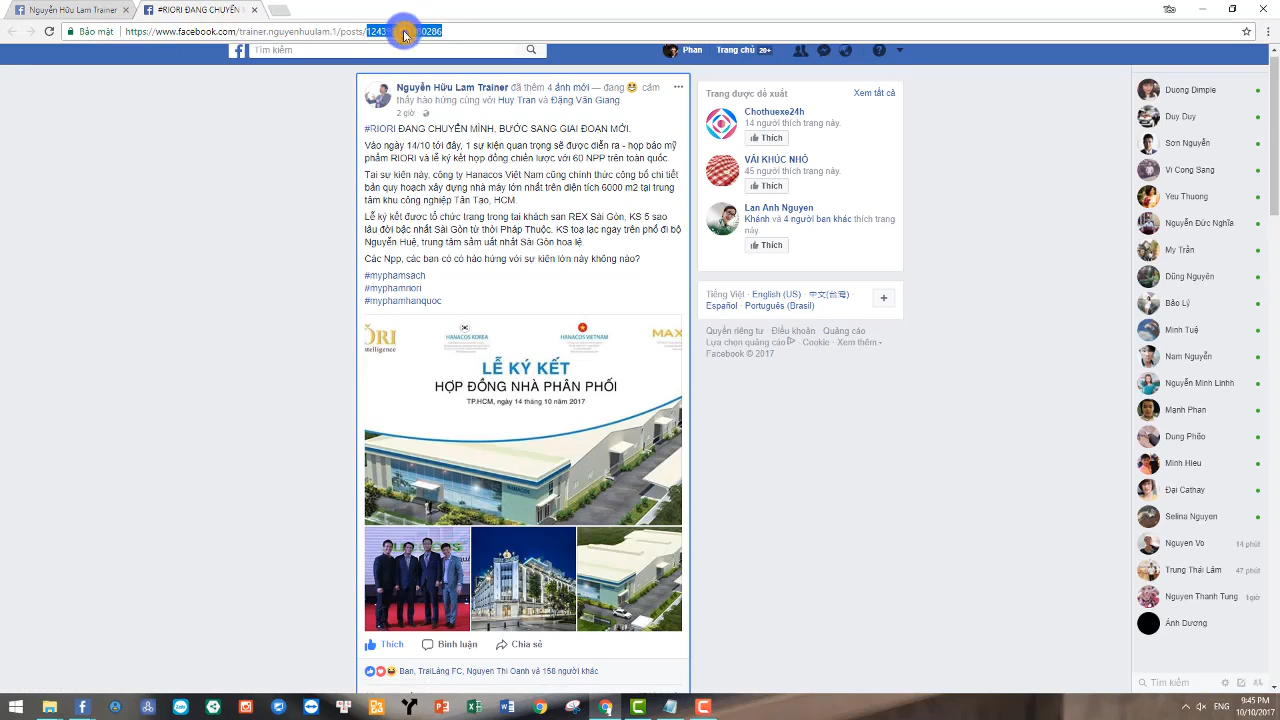 Nguyễn Hữu Lam Trainer
#RIORI ĐANG CHUYỂN M
Bảo mật
https://www.facebook.com/trainer.nguyenhuulam.1/posts/
Tìm kiếm
Phan
Trang chủ 20+
Nguyễn Hữu Lam Trainer đã thêm 4 ảnh mới — đang cảm
thấy hào hứng cùng với Huy Tran và Đặng Văn Giang.
2 giờ
#RIORI ĐANG CHUYỂN MÌNH, BƯỚC SANG GIAI ĐOẠN MỚI.
Vào ngày 14/10 tới đây, 1 sự kiện quan trọng sẽ được diễn ra - họp báo mỹ
phẩm RIORI và lễ ký kết hợp đồng chiến lược với 60 NPP trên toàn quốc.
Tại sự kiện này, công ty Hanacos Việt Nam cũng chính thức công bố chi tiết
bản quy hoạch xây dựng nhà máy lớn nhất trên diện tích 6000 m2 tại trung
tâm khu công nghiệp Tân Tạo, HCM.
Lễ ký kết được tổ chức trang trọng tại khách sạn REX Sài Gòn, KS 5 sao
lâu đời bậc nhất Sài Gòn từ thời Pháp Thuộc. KS toạ lạc ngay trên phố đi bộ
Nguyễn Huệ, trung tâm sầm uất nhất Sài Gòn hoa lệ.
Các Npp, các bạn có có hào hứng với sự kiện lớn này không nào?
#myphamsach
#myphamriori
#myphamhanquoc
ƠRI
ntelligence
HANACOS KOREA
HANACOS VIETNAM
MAX
LỄ KÝ KẾT
HỢP ĐỒNG NHÀ PHÂN PHỐI
TP.HCM, ngày 14 tháng 10 năm 2017
HANACOS
Thích
Bình luận
Chia sẻ
Ban, TraiLàng FC, Nguyen Thi Oanh và 158 người khác
Trang được đề xuất
Xem tất cả
Chothuexe24h
14 người thích trang này.
Thích
VẢI KHÚC NHỎ
45 người thích trang này.
Thích
Lan Anh Nguyen
Khánh và 4 người bạn khác thích trang
này.
Thích
Tiếng Việt · English (US) · 中文(台灣) ·
Español · Português (Brasil)
Quyền riêng tư · Điều khoản · Quảng cáo ·
Lựa chọn quảng cáo · Cookie · Xem thêm
Facebook © 2017
Duong Dimple
Duy Duy
Sơn Nguyễn
Vi Cong Sang
Yeu Thuong
Nguyễn Đức Nghĩa
My Trần
Dũng Nguyên
Bảo Lý
Minh Tuệ
Nam Nguyễn
Nguyễn Minh Linhh
Mạnh Phan
Dung Phẽo
Minh Hieu
Đại Cathay
Selina Nguyen
Nguyen Vo
14 phút
Trung Thái Lâm
47 phút
Nguyen Thanh Tung
1 giờ
Ánh Dương
Tìm kiếm
ENG
9:45 PM
10/10/2017